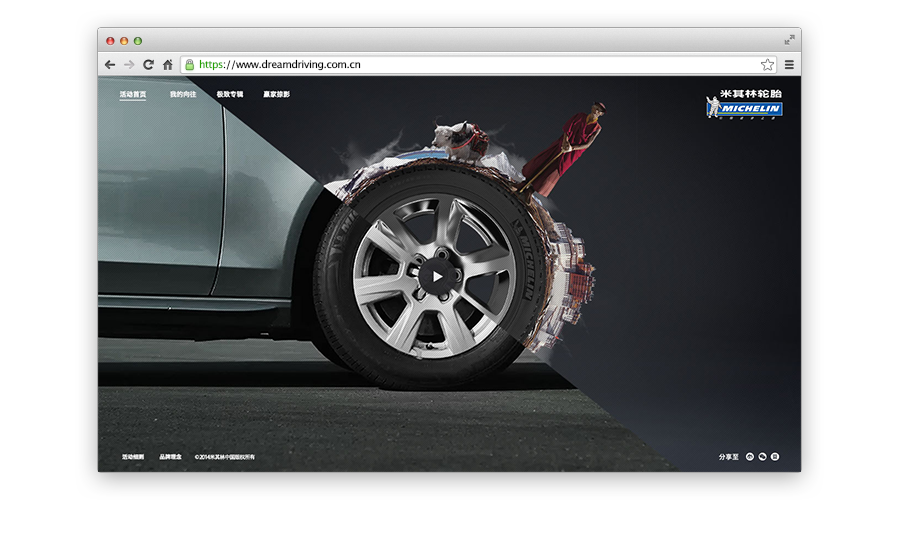 https://www.dreamdriving.com.cn
活动首页 我的向往 极致专辑 赢家掠影
米其林轮胎
MICHELIN
MICHELIN
活动细则 品牌理念 ©2014米其林中国版权所有
分享至